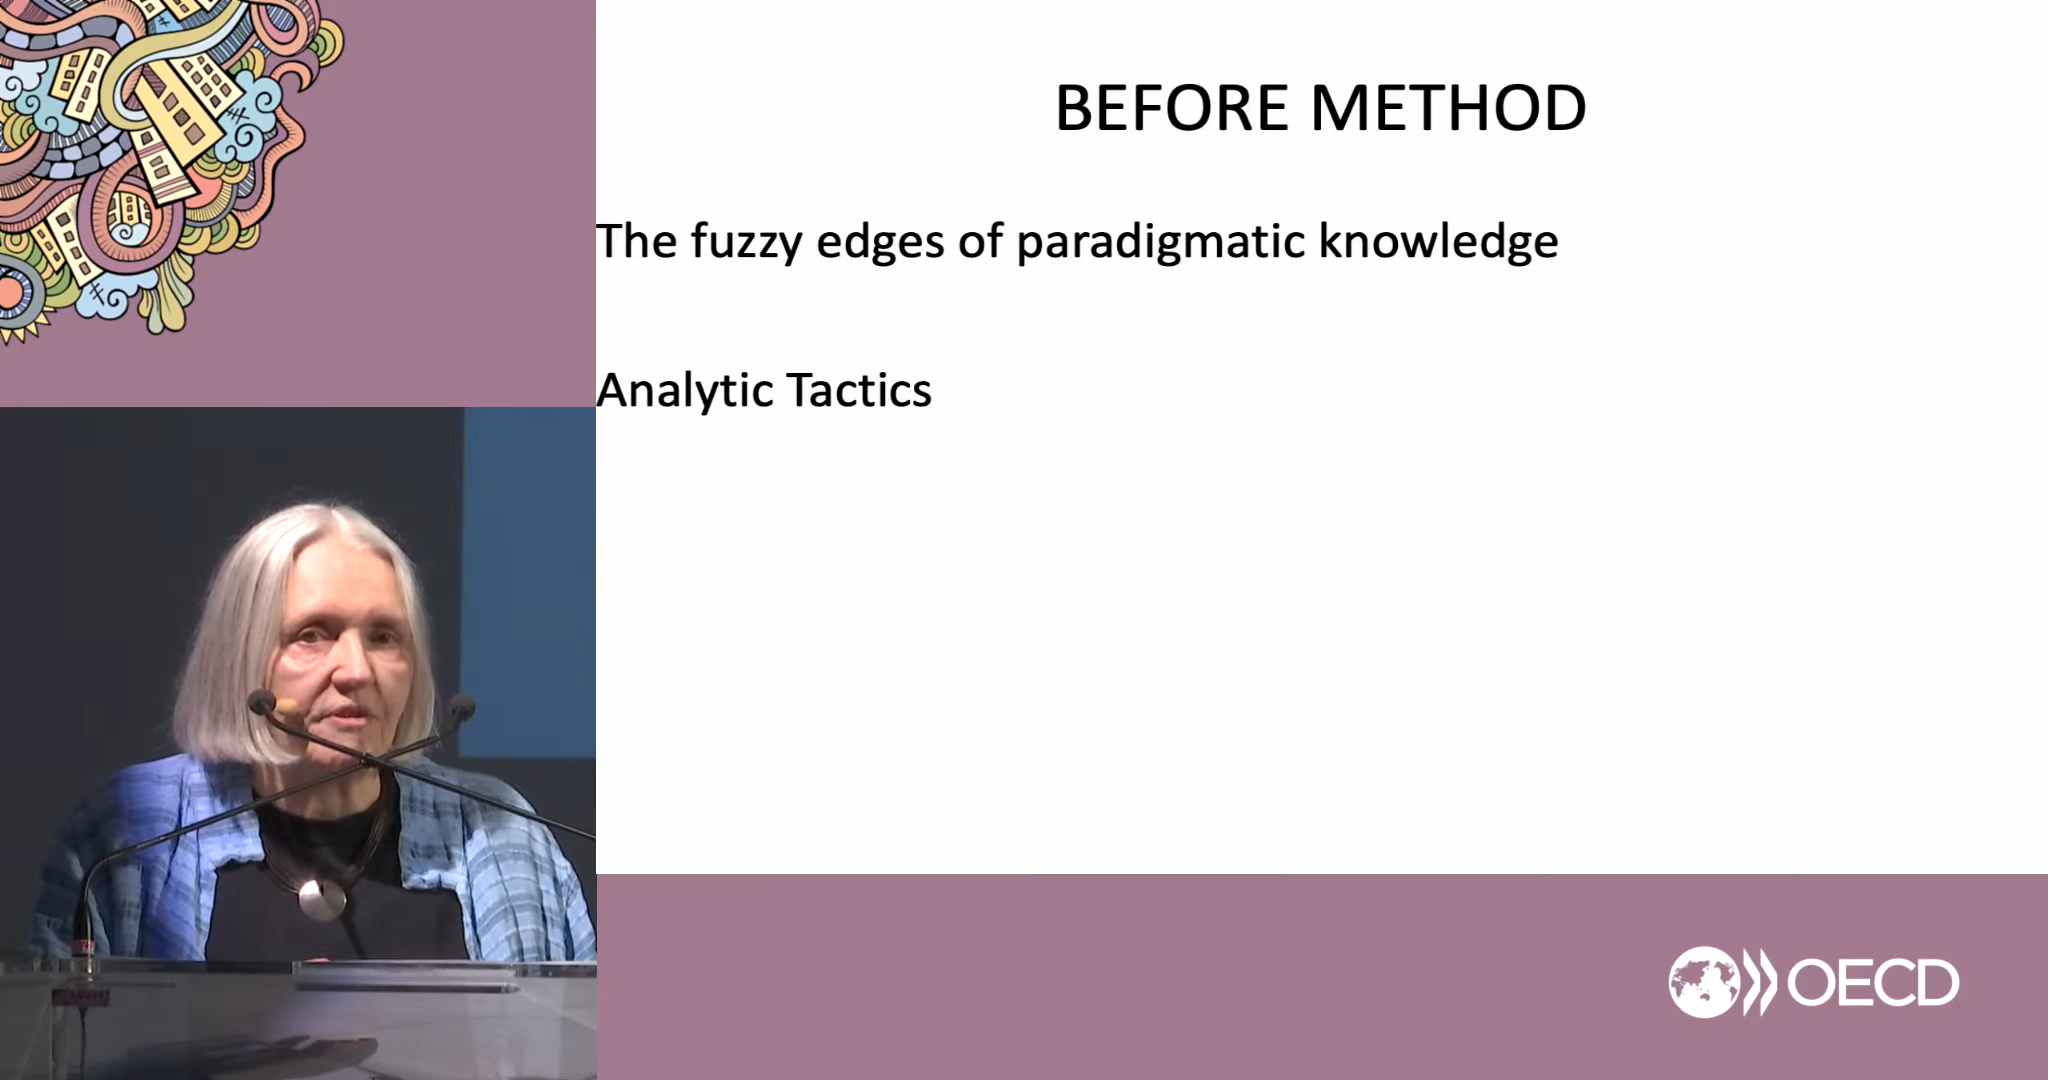 BEFORE METHOD
The fuzzy edges of paradigmatic knowledge
Analytic Tactics
OECD